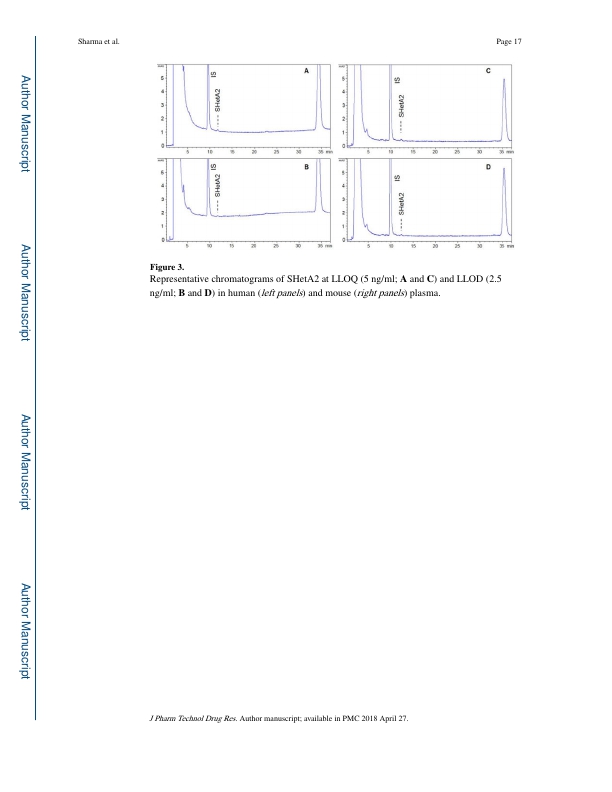 Sharma et al.
Page 17
Author Manuscript
Author Manuscript
Author Manuscript
Author Manuscript
A
IS
SHetA2
5
4
3
2
1
0
5 10 15 20 25 30 35 min
C
IS
SHetA2
5
4
3
2
1
0
5 10 15 20 25 30 35 min
B
IS
SHetA2
5
4
3
2
1
0
5 10 15 20 25 30 35 min
D
IS
SHetA2
5
4
3
2
1
0
5 10 15 20 25 30 35 min
Figure 3.
Representative chromatograms of SHetA2 at LLOQ (5 ng/ml; A and C) and LLOD (2.5
ng/ml; B and D) in human (left panels) and mouse (right panels) plasma.
J Pharm Technol Drug Res. Author manuscript; available in PMC 2018 April 27.